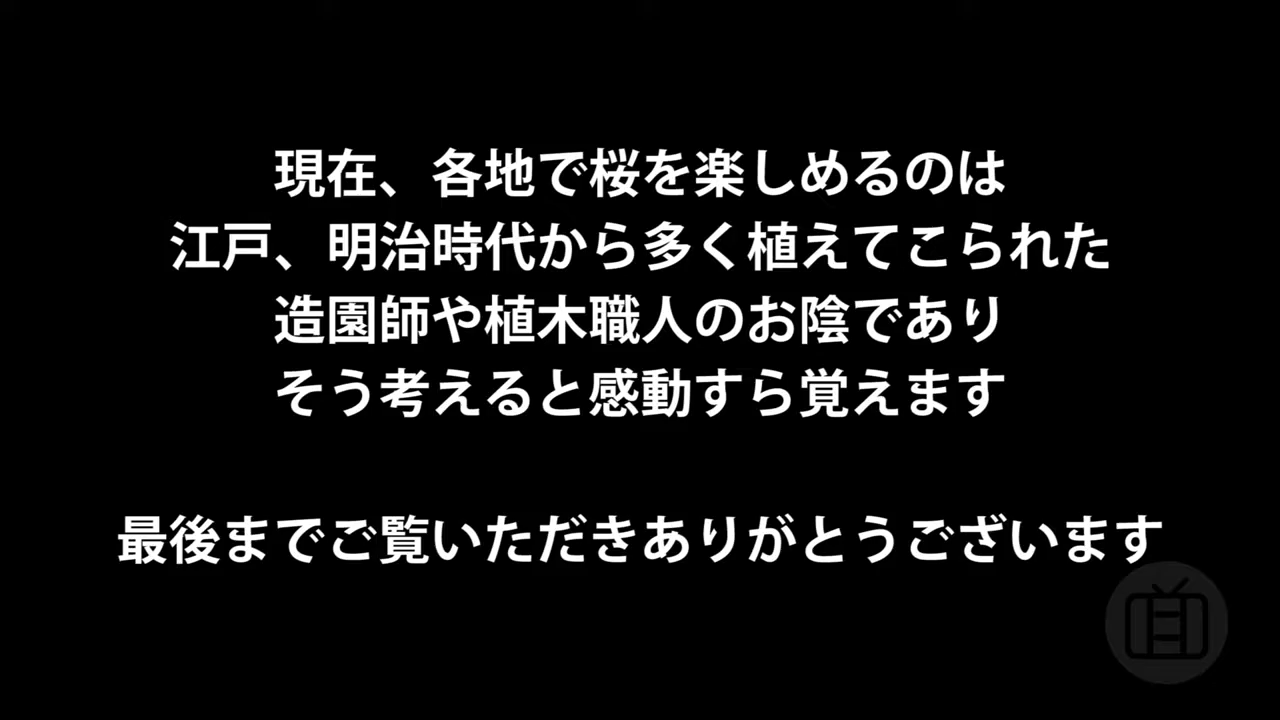 現在、各地で桜を楽しめるのは
江戸、明治時代から多く植えてこられた
造園師や植木職人のお陰であり
そう考えると感動すら覚えます
最後までご覧いただきありがとうございます